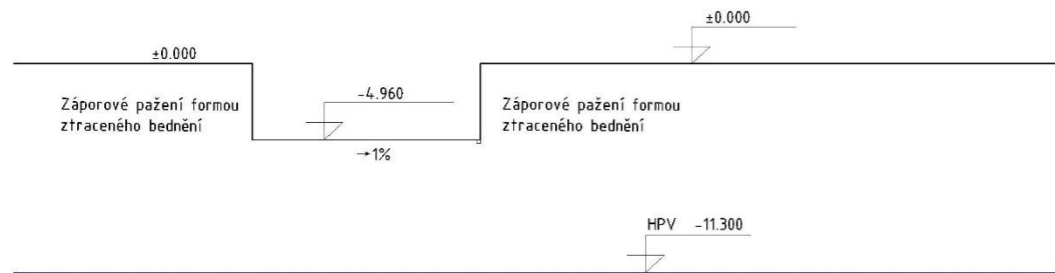 ±0.000
±0.000
-4.960
Záporové pažení formou
ztraceného bednění
Záporové pažení formou
ztraceného bednění
→1%
HPV -11.300